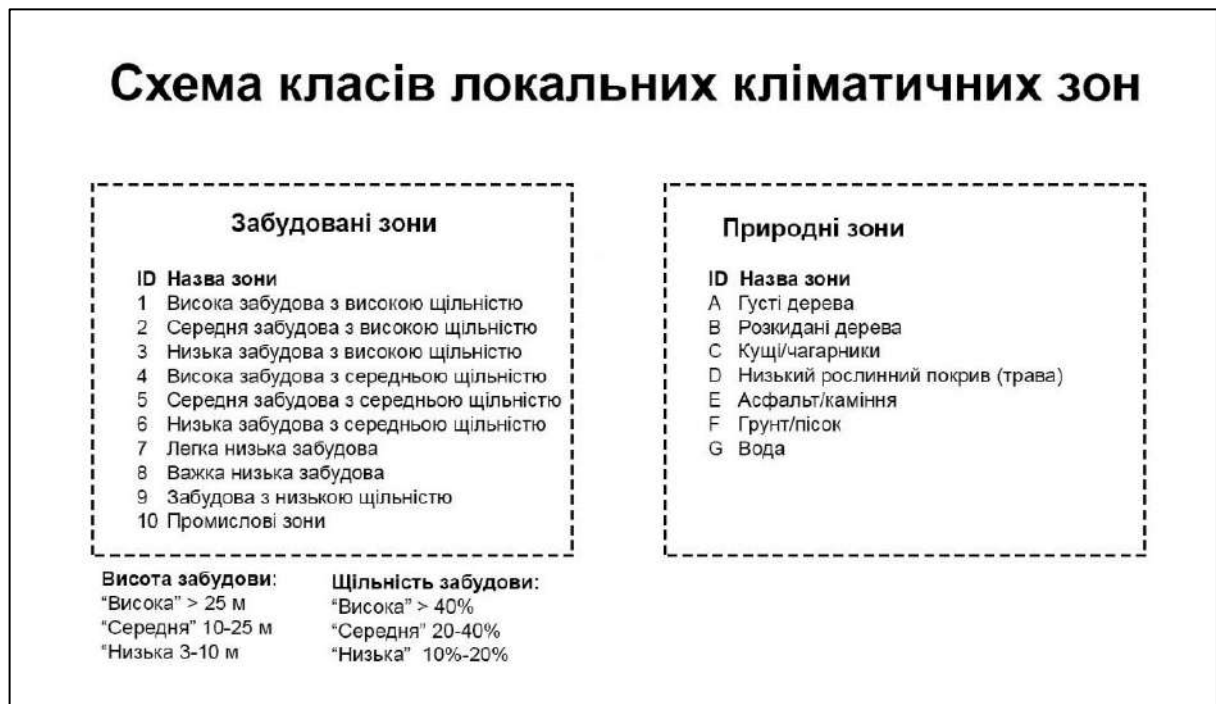 Схема класів локальних кліматичних зон
Забудовані зони
ID Назва зони
1 Висока забудова з високою щільністю
2 Середня забудова з високою щільністю
3 Низька забудова з високою щільністю
4 Висока забудова з середньою щільністю
5 Середня забудова з середньою щільністю
6 Низька забудова з середньою щільністю
7 Легка низька забудова
8 Важка низька забудова
9 Забудова з низькою щільністю
10 Промислові зони
Природні зони
ID Назва зони
A Густі дерева
B Розкидані дерева
C Кущі/чагарники
D Низький рослинний покрив (трава)
E Асфальт/каміння
F Грунт/пісок
G Вода
Висота забудови:
“Висока” > 25 м
“Середня” 10-25 м
“Низька 3-10 м
Щільність забудови:
“Висока” > 40%
“Середня” 20-40%
“Низька” 10%-20%